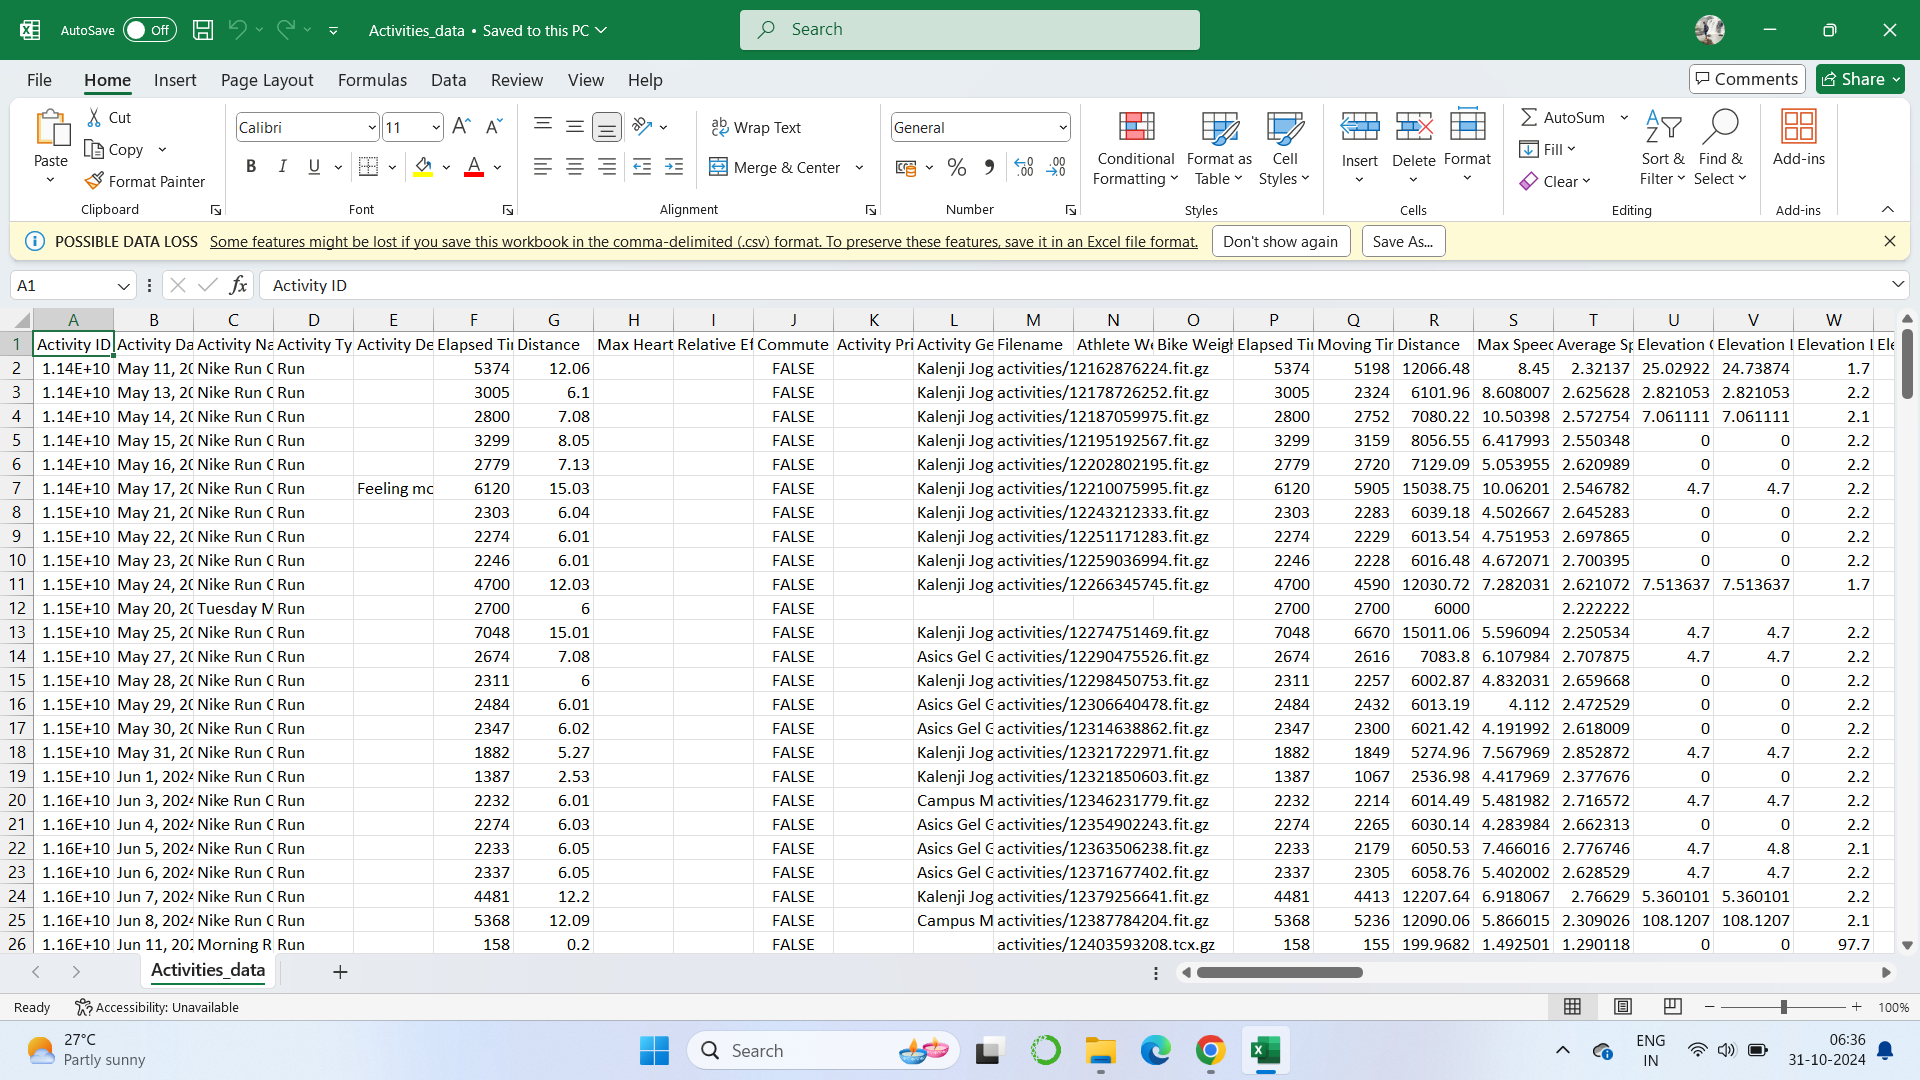 AutoSave Off Activities_data • Saved to this PC Search
File Home Insert Page Layout Formulas Data Review View Help Comments Share
Paste Cut Copy Format Painter Clipboard
Calibri 11 B I U A Font
Wrap Text Merge & Center Alignment
General % Number
Conditional Formatting Format as Table Cell Styles Styles
Insert Delete Format Cells
AutoSum Fill Clear Sort & Filter Find & Select Editing
Add-ins Add-ins
POSSIBLE DATA LOSS Some features might be lost if you save this workbook in the comma-delimited (.csv) format. To preserve these features, save it in an Excel file format. Don't show again Save As...
A1 fx Activity ID
A B C D E F G H I J K L M N O P Q R S T U V W
1 Activity ID Activity Da Activity Na Activity Ty Activity De Elapsed Tir Distance Max Heart Relative Ef Commute Activity Pri Activity Ge Filename Athlete We Bike Weigh Elapsed Tir Moving Tir Distance Max Speed Average Sp Elevation G Elevation L Elevation L Ele
2 1.14E+10 May 11, 20 Nike Run C Run 5374 12.06 FALSE Kalenji Jog activities/12162876224.fit.gz 5374 5198 12066.48 8.45 2.32137 25.02922 24.73874 1.7
3 1.14E+10 May 13, 20 Nike Run C Run 3005 6.1 FALSE Kalenji Jog activities/12178726252.fit.gz 3005 2324 6101.96 8.608007 2.625628 2.821053 2.821053 2.2
4 1.14E+10 May 14, 20 Nike Run C Run 2800 7.08 FALSE Kalenji Jog activities/12187059975.fit.gz 2800 2752 7080.22 10.50398 2.572754 7.061111 7.061111 2.1
5 1.14E+10 May 15, 20 Nike Run C Run 3299 8.05 FALSE Kalenji Jog activities/12195192567.fit.gz 3299 3159 8056.55 6.417993 2.550348 0 0 2.2
6 1.14E+10 May 16, 20 Nike Run C Run 2779 7.13 FALSE Kalenji Jog activities/12202802195.fit.gz 2779 2720 7129.09 5.053955 2.620989 0 0 2.2
7 1.14E+10 May 17, 20 Nike Run C Run Feeling mo 6120 15.03 FALSE Kalenji Jog activities/12210075995.fit.gz 6120 5905 15038.75 10.06201 2.546782 4.7 4.7 2.2
8 1.15E+10 May 21, 20 Nike Run C Run 2303 6.04 FALSE Kalenji Jog activities/12243212333.fit.gz 2303 2283 6039.18 4.502667 2.645283 0 0 2.2
9 1.15E+10 May 22, 20 Nike Run C Run 2274 6.01 FALSE Kalenji Jog activities/12251171283.fit.gz 2274 2229 6013.54 4.751953 2.697865 0 0 2.2
10 1.15E+10 May 23, 20 Nike Run C Run 2246 6.01 FALSE Kalenji Jog activities/12259036994.fit.gz 2246 2228 6016.48 4.672071 2.700395 0 0 2.2
11 1.15E+10 May 24, 20 Nike Run C Run 4700 12.03 FALSE Kalenji Jog activities/12266345745.fit.gz 4700 4590 12030.72 7.282031 2.621072 7.513637 7.513637 1.7
12 1.15E+10 May 20, 20 Tuesday M Run 2700 6 FALSE 2700 2700 6000 2.222222
13 1.15E+10 May 25, 20 Nike Run C Run 7048 15.01 FALSE Kalenji Jog activities/12274751469.fit.gz 7048 6670 15011.06 5.596094 2.250534 4.7 4.7 2.2
14 1.15E+10 May 27, 20 Nike Run C Run 2674 7.08 FALSE Asics Gel G activities/12290475526.fit.gz 2674 2616 7083.8 6.107984 2.707875 4.7 4.7 2.2
15 1.15E+10 May 28, 20 Nike Run C Run 2311 6 FALSE Kalenji Jog activities/12298450753.fit.gz 2311 2257 6002.87 4.832031 2.659668 0 0 2.2
16 1.15E+10 May 29, 20 Nike Run C Run 2484 6.01 FALSE Asics Gel G activities/12306640478.fit.gz 2484 2432 6013.19 4.112 2.472529 0 0 2.2
17 1.15E+10 May 30, 20 Nike Run C Run 2347 6.02 FALSE Asics Gel G activities/12314638862.fit.gz 2347 2300 6021.42 4.191992 2.618009 0 0 2.2
18 1.15E+10 May 31, 20 Nike Run C Run 1882 5.27 FALSE Kalenji Jog activities/12321722971.fit.gz 1882 1849 5274.96 7.567969 2.852872 4.7 4.7 2.2
19 1.15E+10 Jun 1, 2024 Nike Run C Run 1387 2.53 FALSE Kalenji Jog activities/12321850603.fit.gz 1387 1067 2536.98 4.417969 2.377676 0 0 2.2
20 1.16E+10 Jun 3, 2024 Nike Run C Run 2232 6.01 FALSE Campus M activities/12346231779.fit.gz 2232 2214 6014.49 5.481982 2.716572 4.7 4.7 2.2
21 1.16E+10 Jun 4, 2024 Nike Run C Run 2274 6.03 FALSE Asics Gel G activities/12354902243.fit.gz 2274 2265 6030.14 4.283984 2.662313 0 0 2.2
22 1.16E+10 Jun 5, 2024 Nike Run C Run 2233 6.05 FALSE Asics Gel G activities/12363506238.fit.gz 2233 2179 6050.53 7.466016 2.776746 4.7 4.8 2.1
23 1.16E+10 Jun 6, 2024 Nike Run C Run 2337 6.05 FALSE Asics Gel G activities/12371677402.fit.gz 2337 2305 6058.76 5.402002 2.628529 4.7 4.7 2.2
24 1.16E+10 Jun 7, 2024 Nike Run C Run 4481 12.2 FALSE Kalenji Jog activities/12379256641.fit.gz 4481 4413 12207.64 6.918067 2.76629 5.360101 5.360101 2.2
25 1.16E+10 Jun 8, 2024 Nike Run C Run 5368 12.09 FALSE Campus M activities/12387784204.fit.gz 5368 5236 12090.06 5.866015 2.309026 108.1207 108.1207 2.1
26 1.16E+10 Jun 11, 202 Morning R Run 158 0.2 FALSE activities/12403593208.tcx.gz 158 155 199.9682 1.492501 1.290118 0 0 97.7
Activities_data
Ready Accessibility: Unavailable 100%
27°C Partly sunny Search ENG IN 06:36 31-10-2024